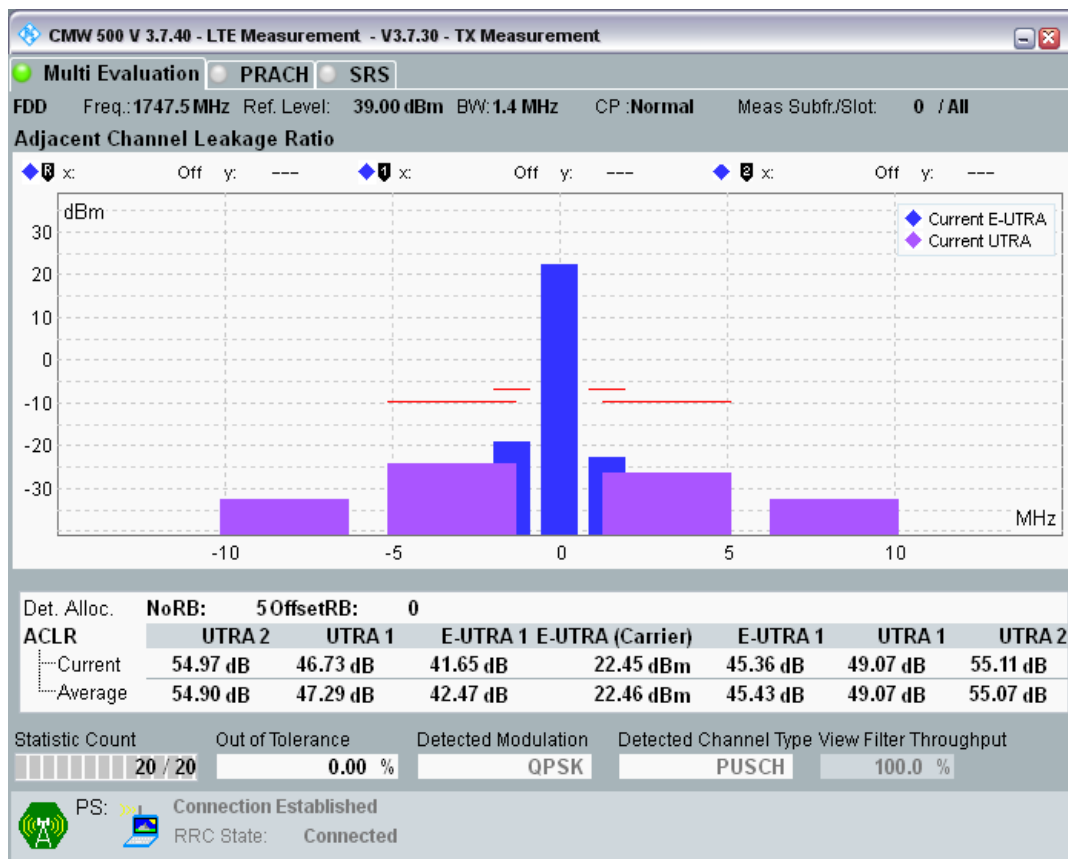 CMW 500 V 3.7.40 - LTE Measurement - V3.7.30 - TX Measurement
Multi Evaluation PRACH SRS
FDD Freq.: 1747.5 MHz Ref. Level: 39.00 dBm BW: 1.4 MHz CP : Normal Meas Subfr./Slot: 0 / All
Adjacent Channel Leakage Ratio
R x: Off y: --- 1 x: Off y: --- 2 x: Off y: ---
dBm
Current E-UTRA
Current UTRA
30
20
10
0
-10
-20
-30
MHz
-10 -5 0 5 10
Det. Alloc. NoRB: 5 OffsetRB: 0
ACLR UTRA 2 UTRA 1 E-UTRA 1 E-UTRA (Carrier) E-UTRA 1 UTRA 1 UTRA 2
Current 54.97 dB 46.73 dB 41.65 dB 22.45 dBm 45.36 dB 49.07 dB 55.11 dB
Average 54.90 dB 47.29 dB 42.47 dB 22.46 dBm 45.43 dB 49.07 dB 55.07 dB
Statistic Count Out of Tolerance Detected Modulation Detected Channel Type View Filter Throughput
20 / 20 0.00 % QPSK PUSCH 100.0 %
PS: Connection Established
RRC State: Connected